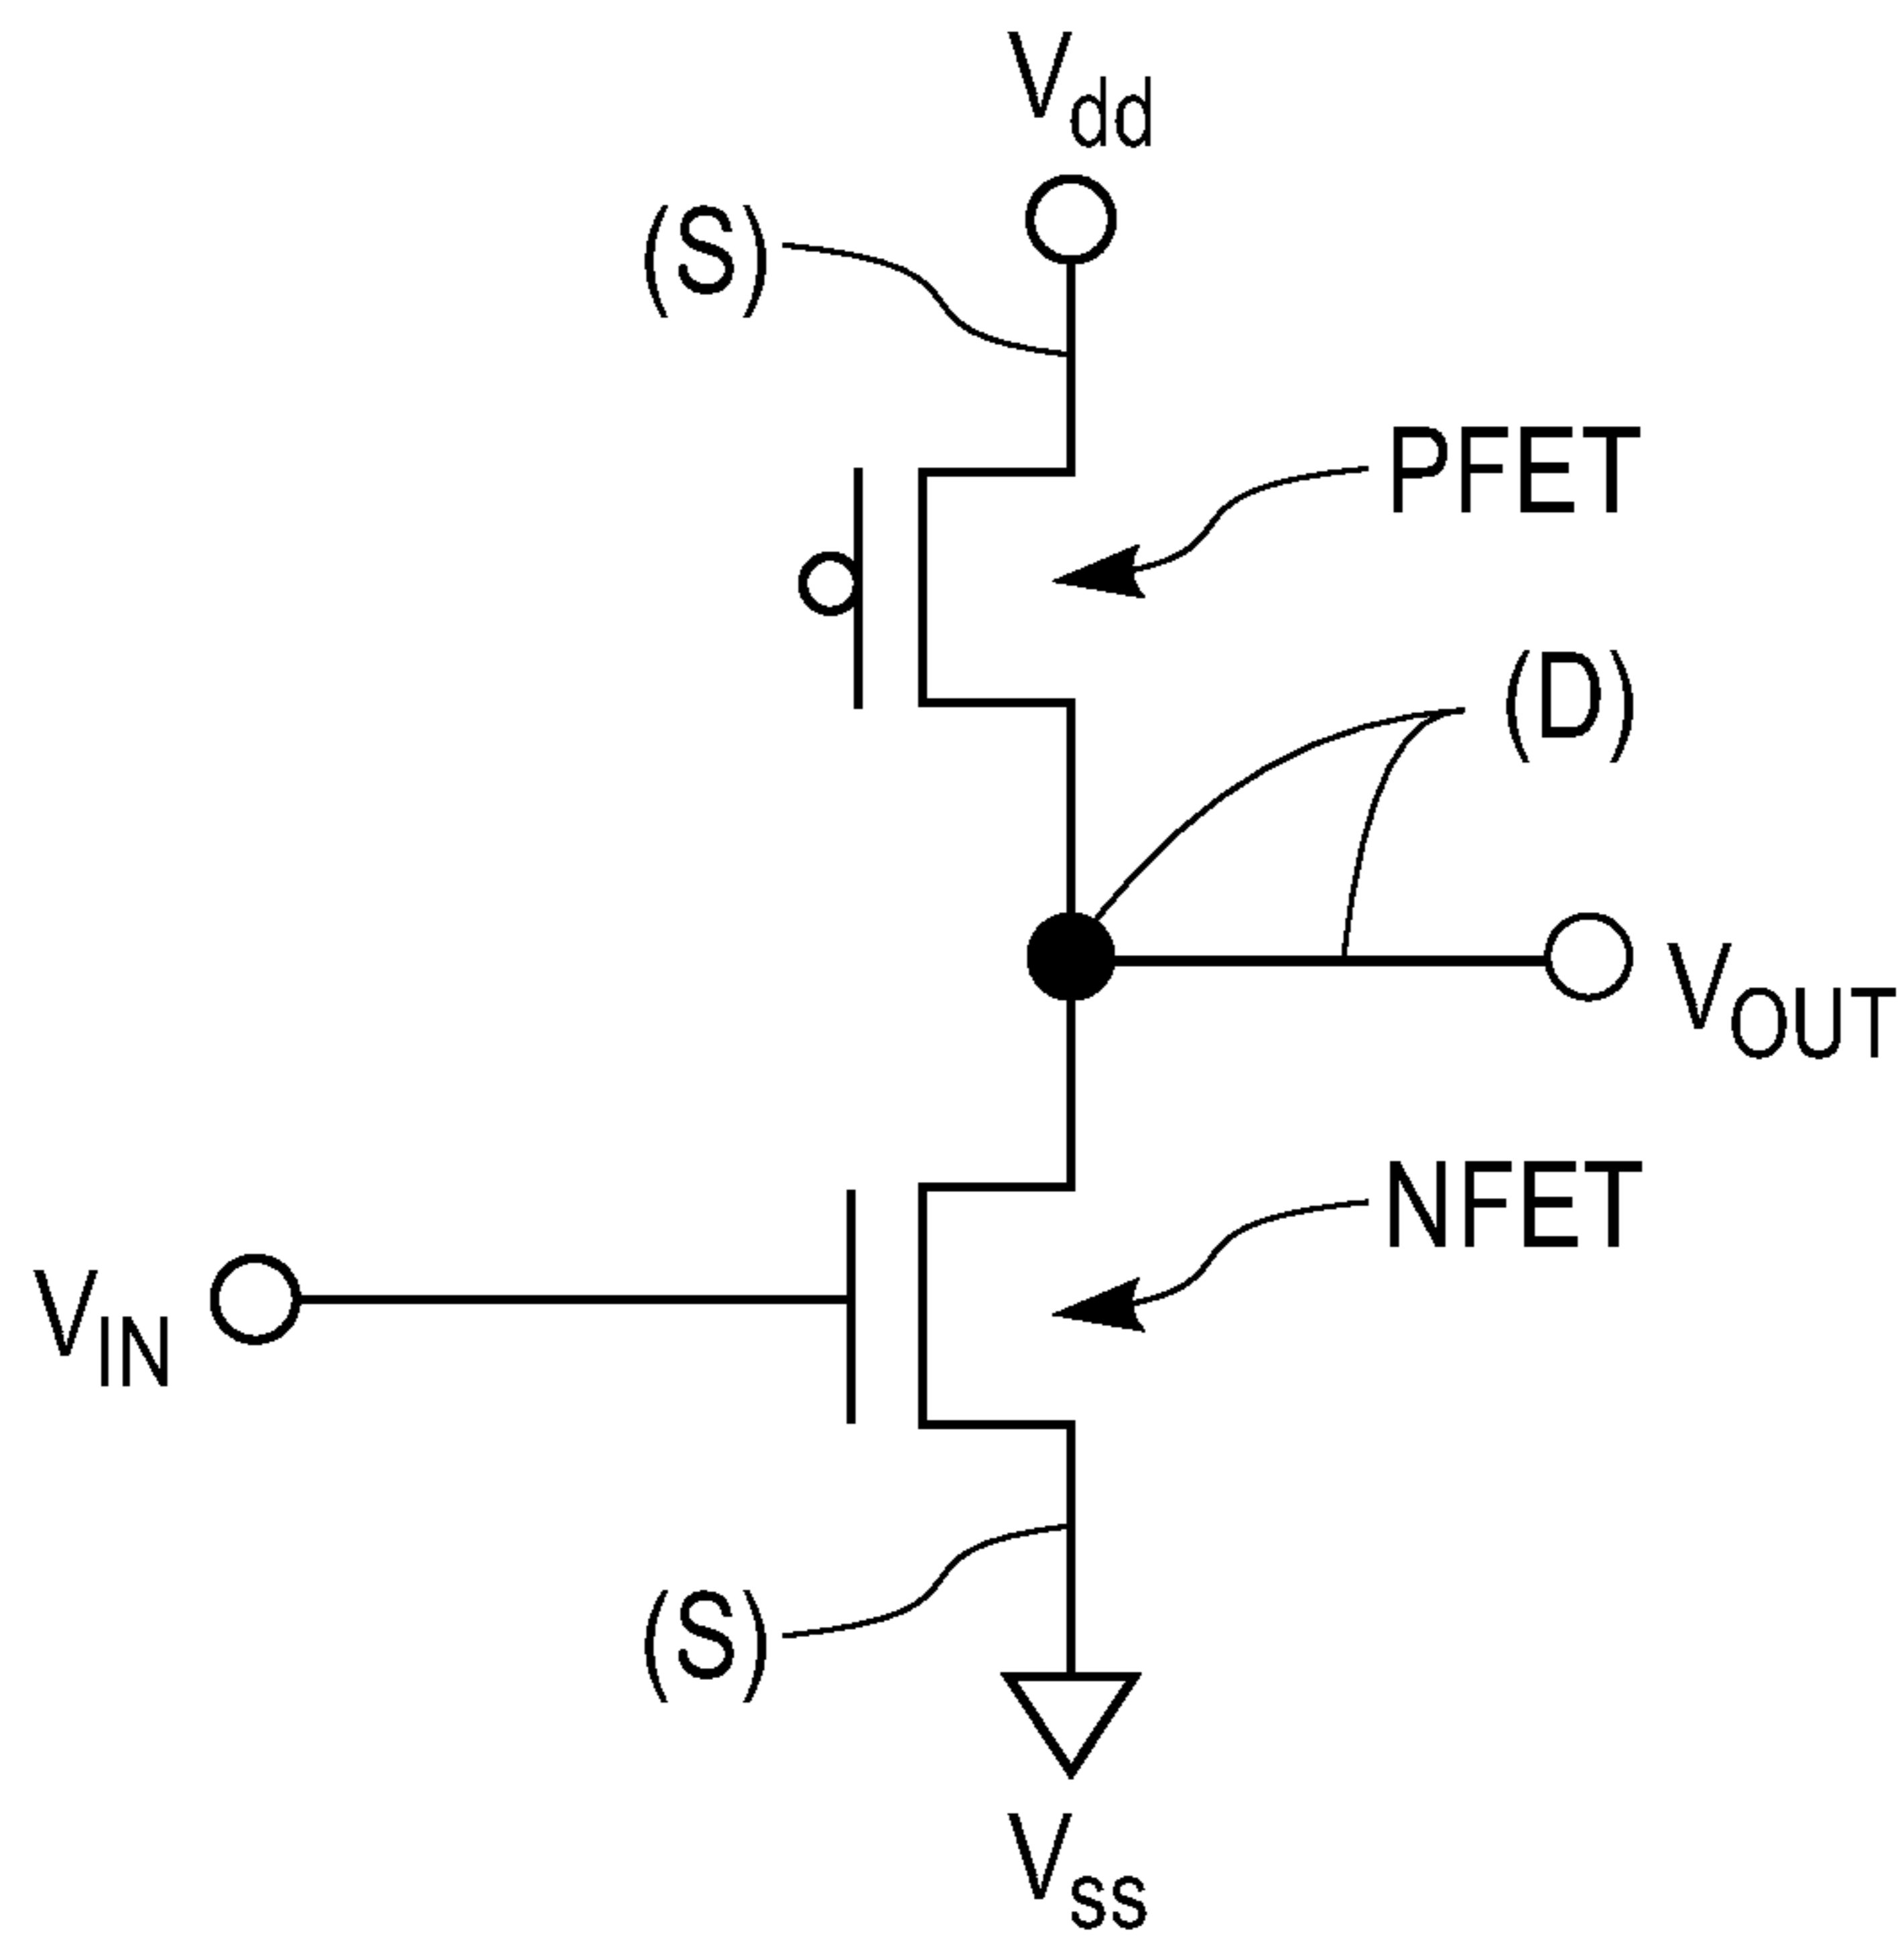 Vdd
(S)
PFET
(D)
VOUT
NFET
VIN
(S)
Vss